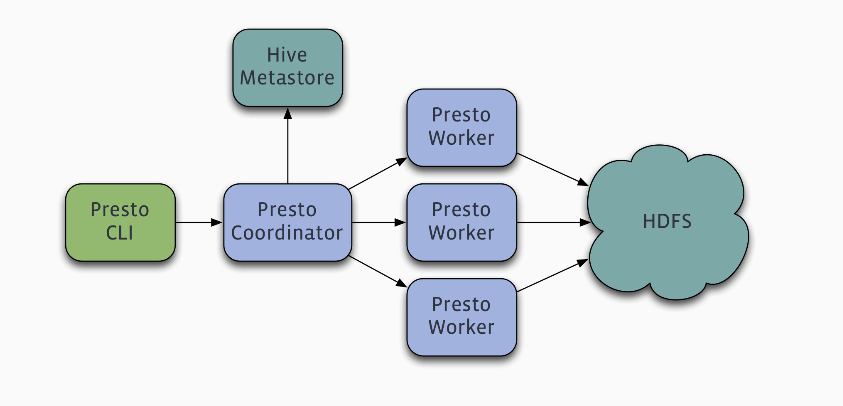 Hive
Metastore
Presto
Worker
Presto
CLI
Presto
Coordinator
Presto
Worker
HDFS
Presto
Worker